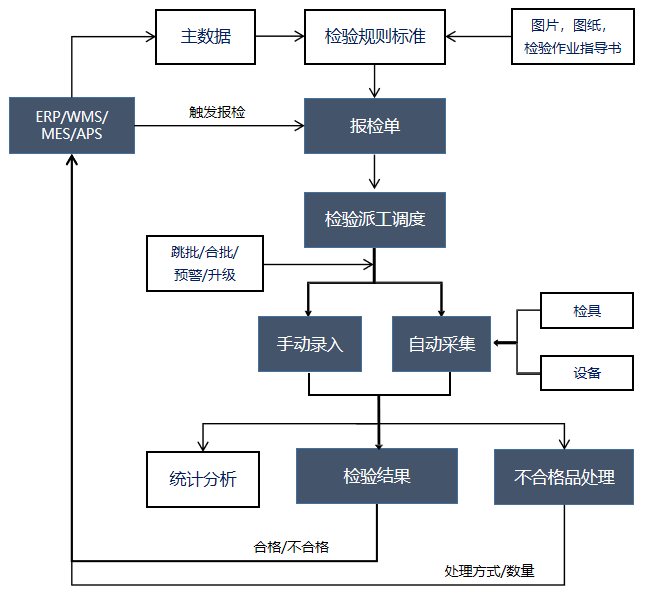 主数据
检验规则标准
图片，图纸，
检验作业指导书
ERP/WMS/
MES/APS
触发报检
报检单
检验派工调度
跳批/合批/
预警/升级
手动录入
自动采集
检具
设备
统计分析
检验结果
不合格品处理
合格/不合格
处理方式/数量